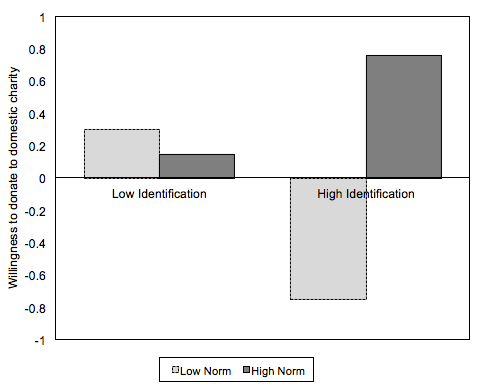 Willingness to donate to domestic charity
1
0.8
0.6
0.4
0.2
0
-0.2
-0.4
-0.6
-0.8
-1
Low Identification
High Identification
Low Norm
High Norm